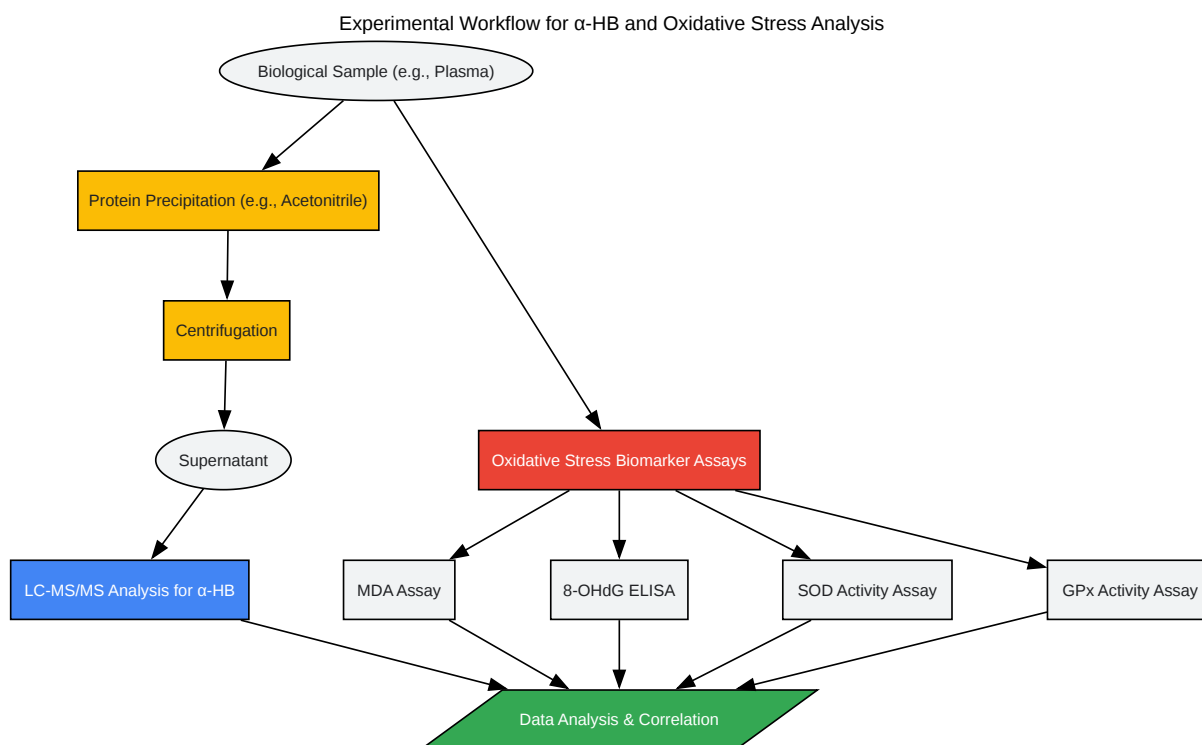 Experimental Workflow for α-HB and Oxidative Stress Analysis
Biological Sample (e.g., Plasma)
Protein Precipitation (e.g., Acetonitrile)
Centrifugation
Supernatant
Oxidative Stress Biomarker Assays
LC-MS/MS Analysis for α-HB
MDA Assay
8-OHdG ELISA
SOD Activity Assay
GPx Activity Assay
Data Analysis & Correlation